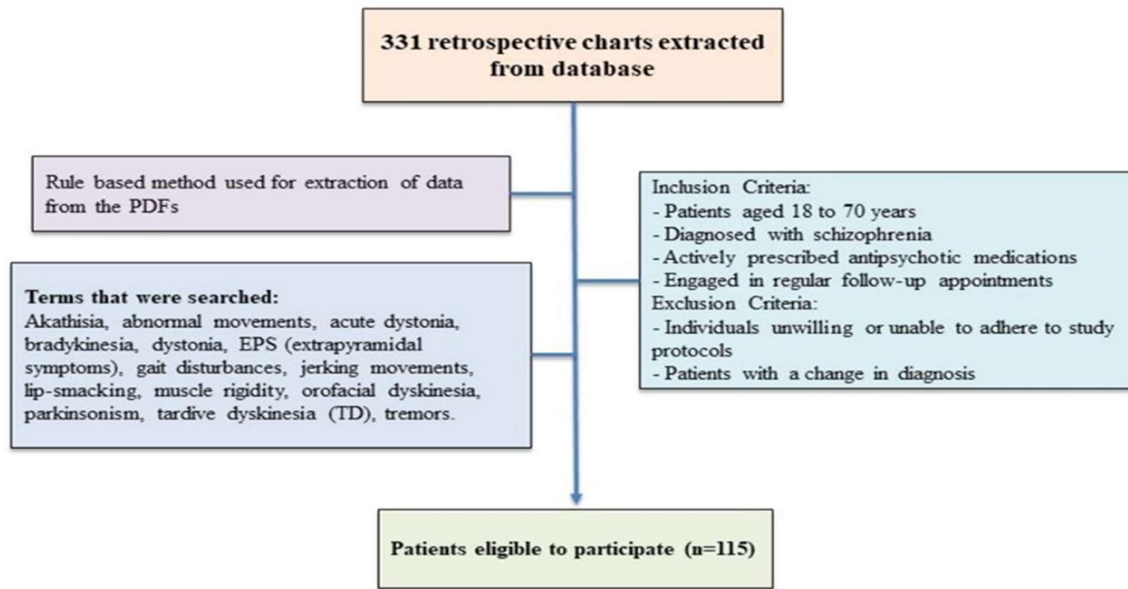 331 retrospective charts extracted
from database
Rule based method used for extraction of data
from the PDFs
Inclusion Criteria:
- Patients aged 18 to 70 years
- Diagnosed with schizophrenia
- Actively prescribed antipsychotic medications
- Engaged in regular follow-up appointments
Exclusion Criteria:
- Individuals unwilling or unable to adhere to study
protocols
- Patients with a change in diagnosis
Terms that were searched:
Akathisia, abnormal movements, acute dystonia,
bradykinesia, dystonia, EPS (extrapyramidal
symptoms), gait disturbances, jerking movements,
lip-smacking, muscle rigidity, orofacial dyskinesia,
parkinsonism, tardive dyskinesia (TD), tremors.
Patients eligible to participate (n=115)